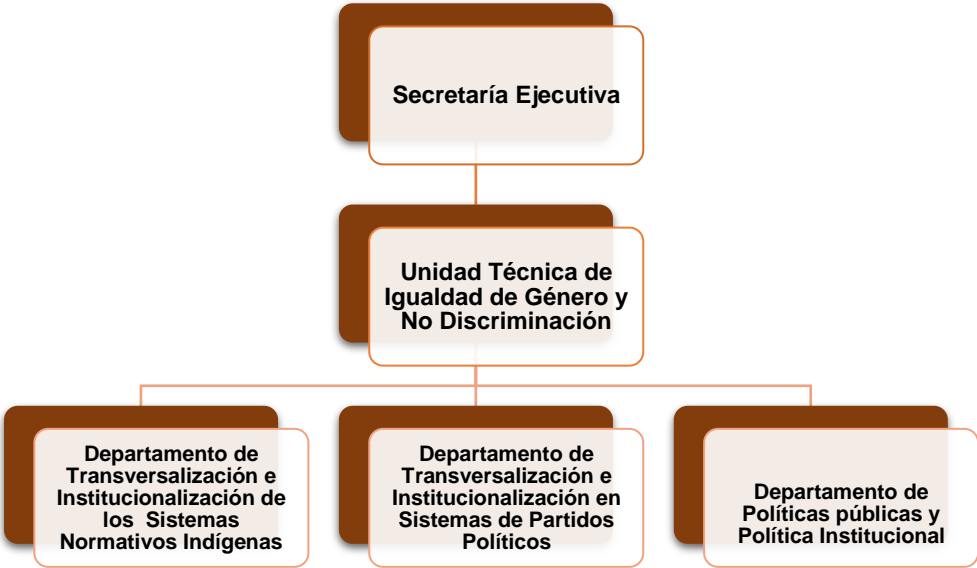 Secretaría Ejecutiva
Unidad Técnica de
Igualdad de Género y
No Discriminación
Departamento de
Transversalización e
Institucionalización de
los Sistemas
Normativos Indígenas
Departamento de
Transversalización e
Institucionalización en
Sistemas de Partidos
Políticos
Departamento de
Políticas públicas y
Política Institucional